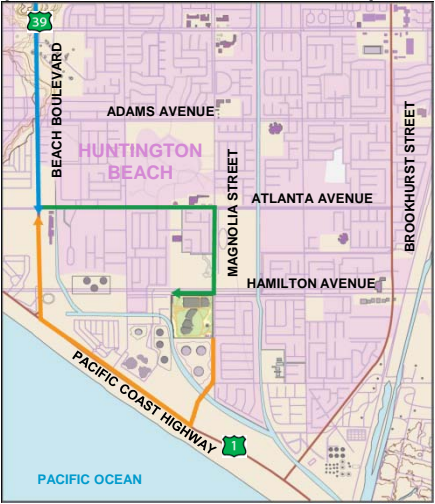 39
BEACH BOULEVARD
ADAMS AVENUE
HUNTINGTON
BEACH
MAGNOLIA STREET
BROOKHURST STREET
ATLANTA AVENUE
HAMILTON AVENUE
PACIFIC COAST HIGHWAY
1
PACIFIC OCEAN